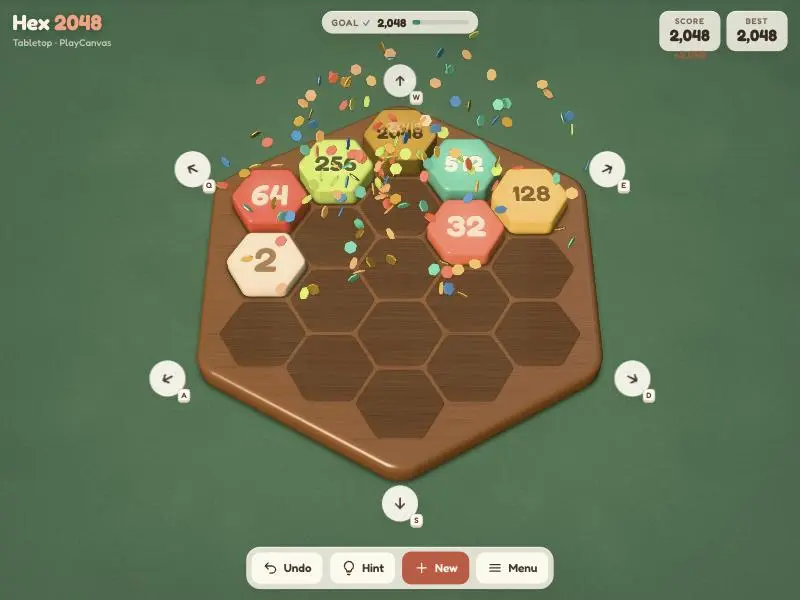 Hex 2048
Tabletop · PlayCanvas
GOAL ✓ 2,048
SCORE
2,048
BEST
2,048
W
2048
256
512
Q
E
64
128
32
2
A
D
S
Undo
Hint
New
Menu